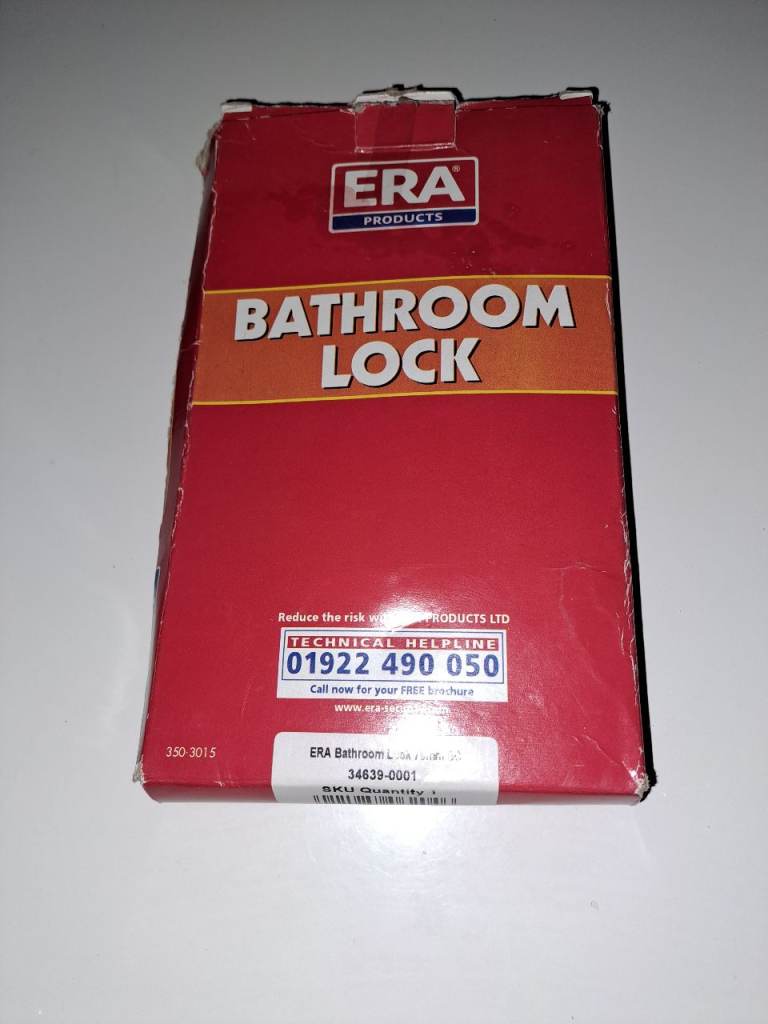 ERA®
PRODUCTS
BATHROOM
LOCK
Reduce the risk PRODUCTS LTD
TECHNICAL HELPLINE
01922 490 050
Call now for your FREE brochure
350-3015
ERA Bathroom Lock
34639-0001
SKU Quantity 1